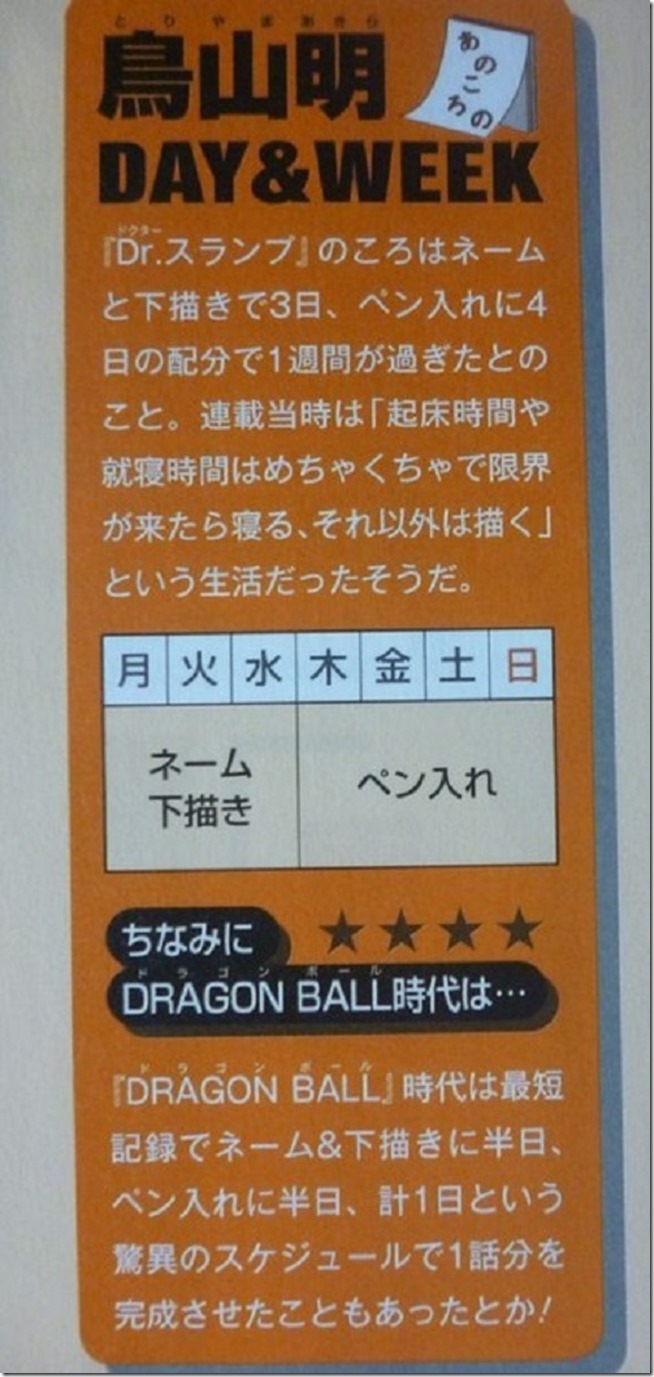 とりやまあきら
鳥山明
あのころの
DAY&WEEK
ドクター
『Dr.スランプ』のころはネーム
と下描きで3日、ペン入れに4
日の配分で1週間が過ぎたとの
こと。連載当時は「起床時間や
就寝時間はめちゃくちゃで限界
が来たら寝る、それ以外は描く」
という生活だったそうだ。
月 火 水 木 金 土 日
ネーム
下描き
ペン入れ
ちなみに ★★★★
ドラゴンボール
DRAGON BALL時代は…
ドラゴンボール
『DRAGON BALL』時代は最短
記録でネーム&下描きに半日、
ペン入れに半日、計1日という
驚異のスケジュールで1話分を
完成させたこともあったとか!